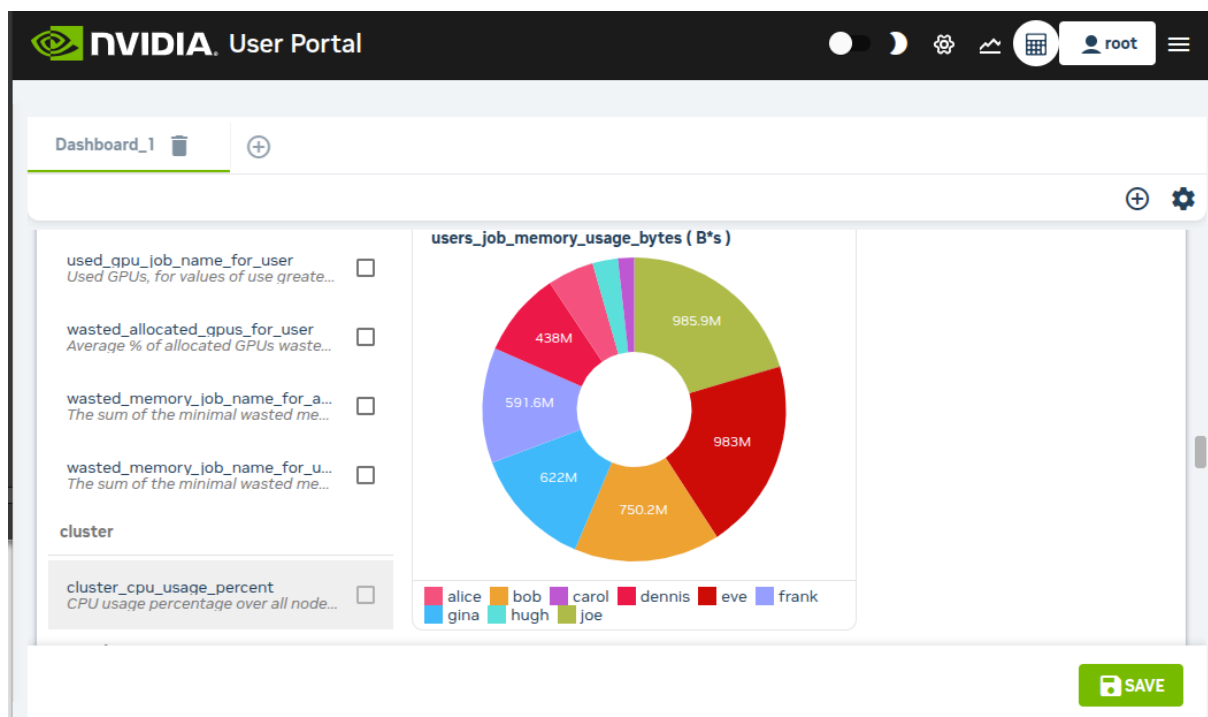 NVIDIA. User Portal
root
Dashboard_1
used_gpu_job_name_for_user
Used GPUs, for values of use greate...
wasted_allocated_gpus_for_user
Average % of allocated GPUs waste...
wasted_memory_job_name_for_a...
The sum of the minimal wasted me...
wasted_memory_job_name_for_u...
The sum of the minimal wasted me...
cluster
cluster_cpu_usage_percent
CPU usage percentage over all node...
users_job_memory_usage_bytes ( B*s )
985.9M
438M
591.6M
983M
622M
750.2M
alice bob carol dennis eve frank
gina hugh joe
SAVE